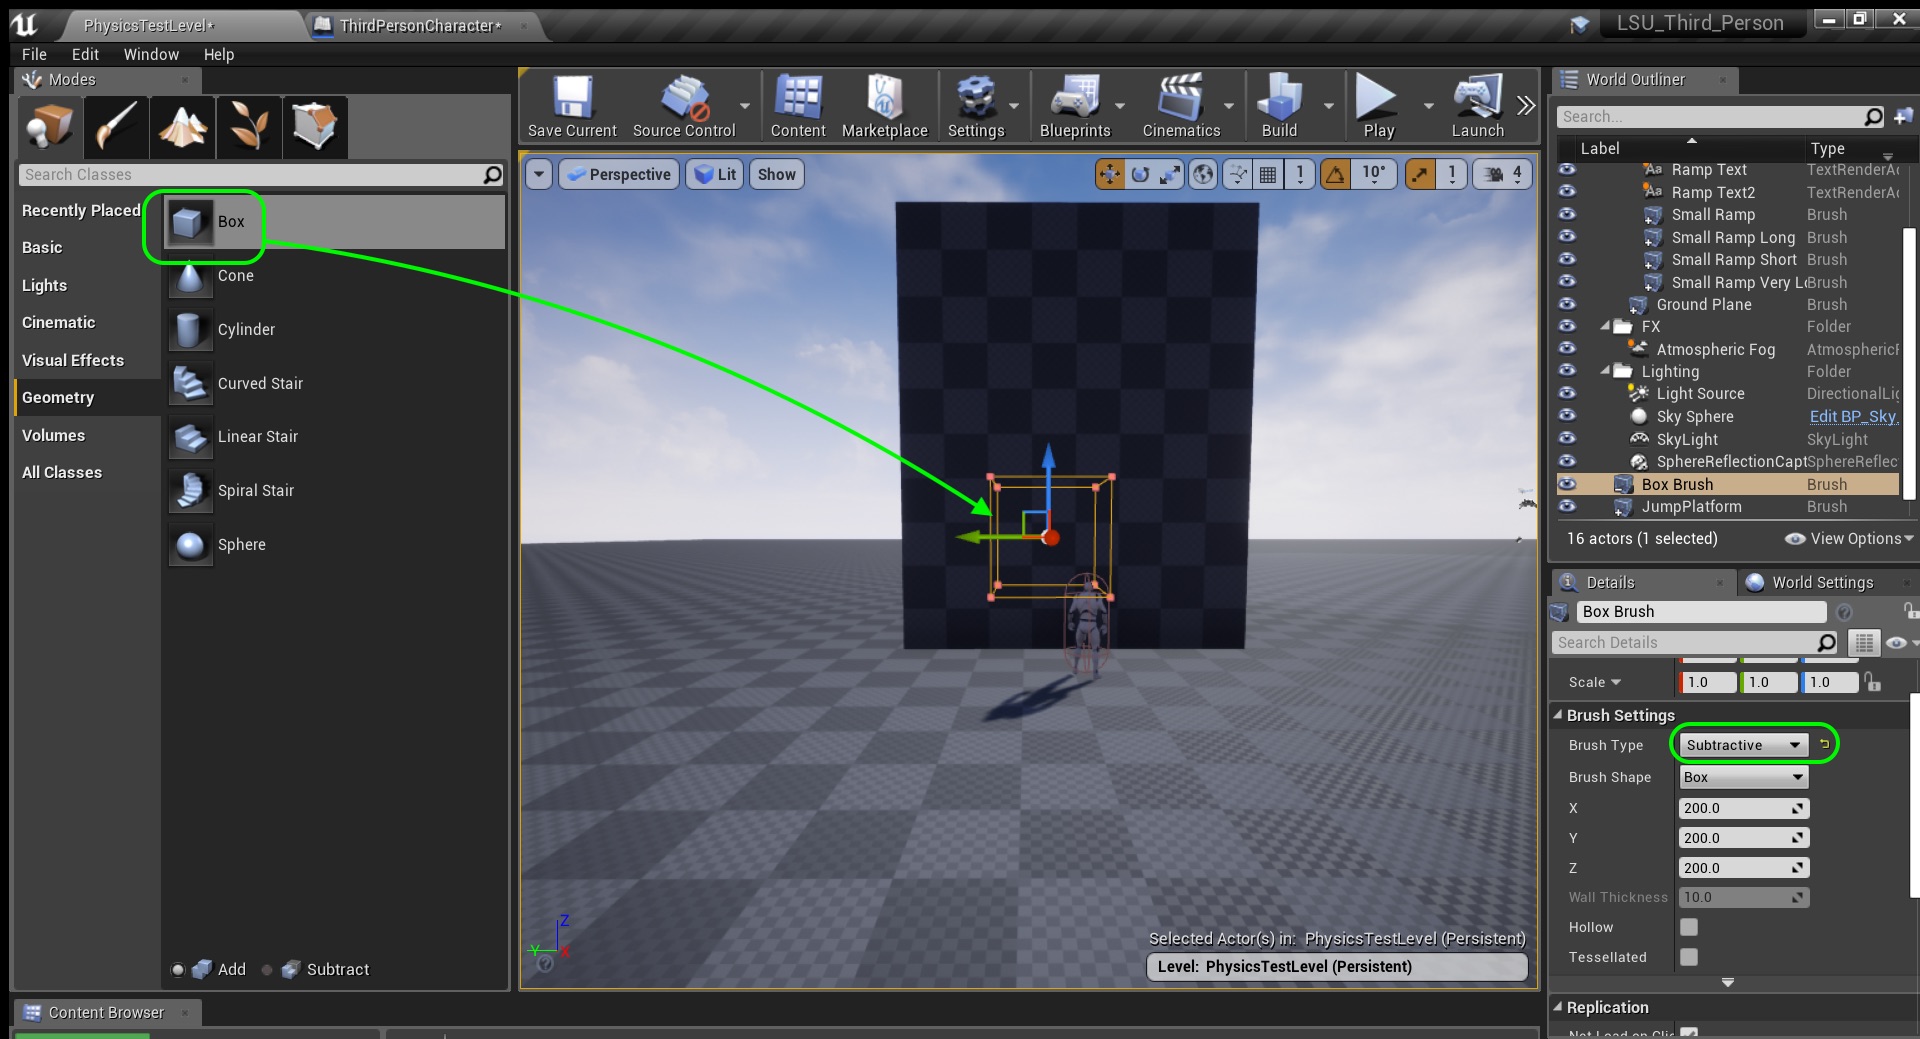 PhysicsTestLevel*
ThirdPersonCharacter*
LSU_Third_Person
File Edit Window Help
Modes
Search Classes
Recently Placed
Basic
Lights
Cinematic
Visual Effects
Geometry
Volumes
All Classes
Box
Cone
Cylinder
Curved Stair
Linear Stair
Spiral Stair
Sphere
Add Subtract
Content Browser
Save Current Source Control Content Marketplace Settings Blueprints Cinematics Build Play Launch
Perspective Lit Show 1 10° 1 4
Z
Y X
Selected Actor(s) in: PhysicsTestLevel (Persistent)
Level: PhysicsTestLevel (Persistent)
World Outliner
Search...
Label Type
Ramp Text TextRenderAc
Ramp Text2 TextRenderAc
Small Ramp Brush
Small Ramp Long Brush
Small Ramp Short Brush
Small Ramp Very Lo Brush
Ground Plane Brush
FX Folder
Atmospheric Fog AtmosphericF
Lighting Folder
Light Source DirectionalLig
Sky Sphere Edit BP_Sky_
SkyLight SkyLight
SphereReflectionCapt SphereReflec
Box Brush Brush
JumpPlatform Brush
16 actors (1 selected) View Options
Details World Settings
Box Brush
Search Details
Scale 1.0 1.0 1.0
Brush Settings
Brush Type Subtractive
Brush Shape Box
X 200.0
Y 200.0
Z 200.0
Wall Thickness 10.0
Hollow
Tessellated
Replication